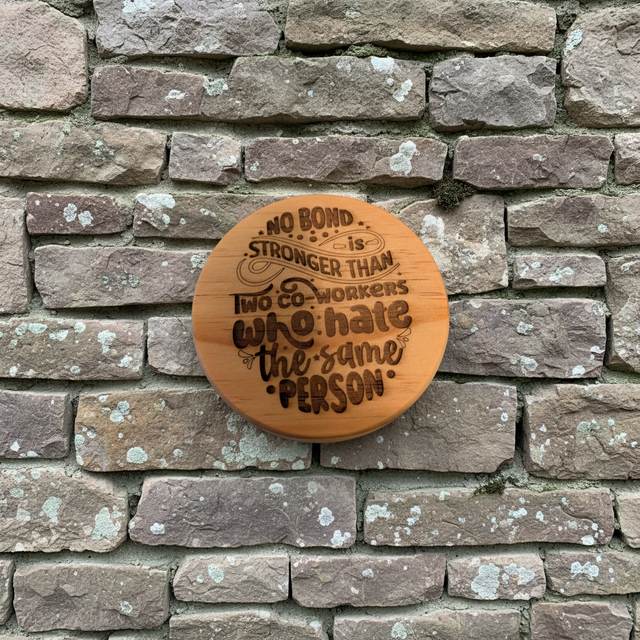 NO BOND
is
STRONGER THAN
TWO CO-WORKERS
who hate
the same
PERSON